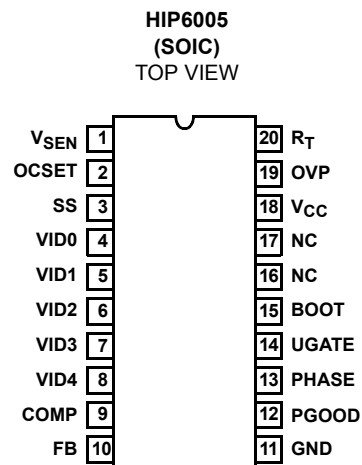 HIP6005
(SOIC)
TOP VIEW
VSEN 1 20 RT
OCSET 2 19 OVP
SS 3 18 VCC
VID0 4 17 NC
VID1 5 16 NC
VID2 6 15 BOOT
VID3 7 14 UGATE
VID4 8 13 PHASE
COMP 9 12 PGOOD
FB 10 11 GND